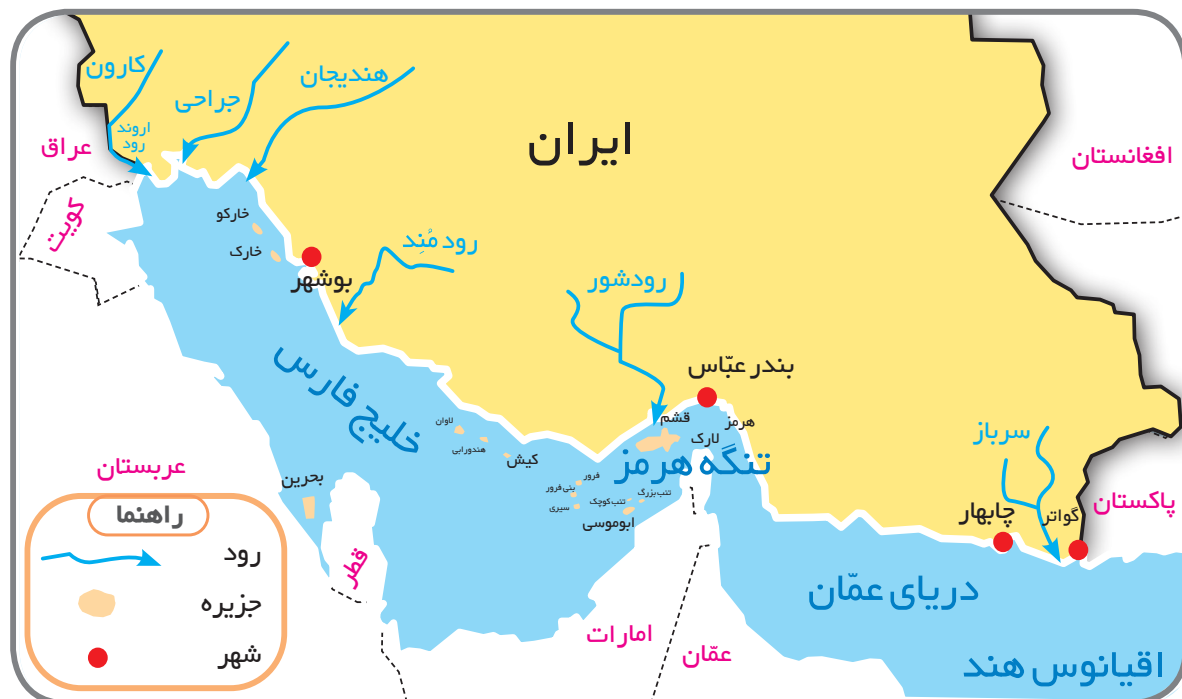 کارون
جراحی
هندیجان
اروند
رود
ایران
عراق
افغانستان
کویت
خارکو
خارک
بوشهر
رود مُند
رودشور
خلیج فارس
بندر عبّاس
هرمز
قشم
لارک
تنگه هرمز
لاوان
هندورابی
کیش
فرور
بنی فرور
سیری
تنب بزرگ
تنب کوچک
ابوموسی
سرباز
پاکستان
گواتر
چابهار
عربستان
بحرین
قطر
دریای عمّان
امارات
عمّان
اقیانوس هند
راهنما
رود
جزیره
شهر